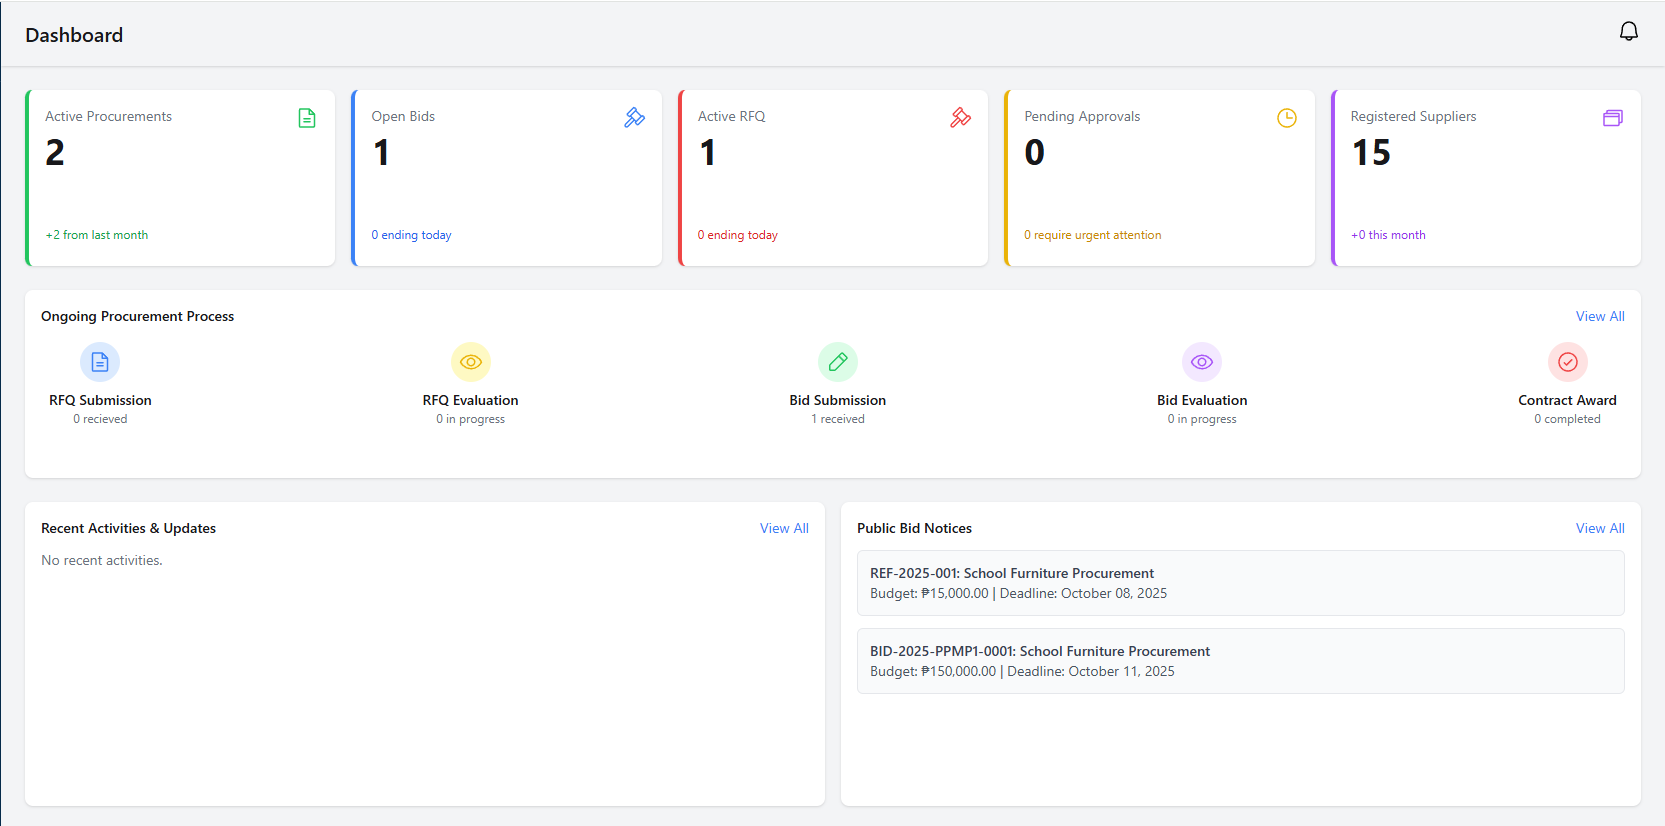 Dashboard
Active Procurements
2
+2 from last month
Open Bids
1
0 ending today
Active RFQ
1
0 ending today
Pending Approvals
0
0 require urgent attention
Registered Suppliers
15
+0 this month
Ongoing Procurement Process
View All
RFQ Submission
0 recieved
RFQ Evaluation
0 in progress
Bid Submission
1 received
Bid Evaluation
0 in progress
Contract Award
0 completed
Recent Activities & Updates
View All
No recent activities.
Public Bid Notices
View All
REF-2025-001: School Furniture Procurement
Budget: ₱15,000.00 | Deadline: October 08, 2025
BID-2025-PPMP1-0001: School Furniture Procurement
Budget: ₱150,000.00 | Deadline: October 11, 2025